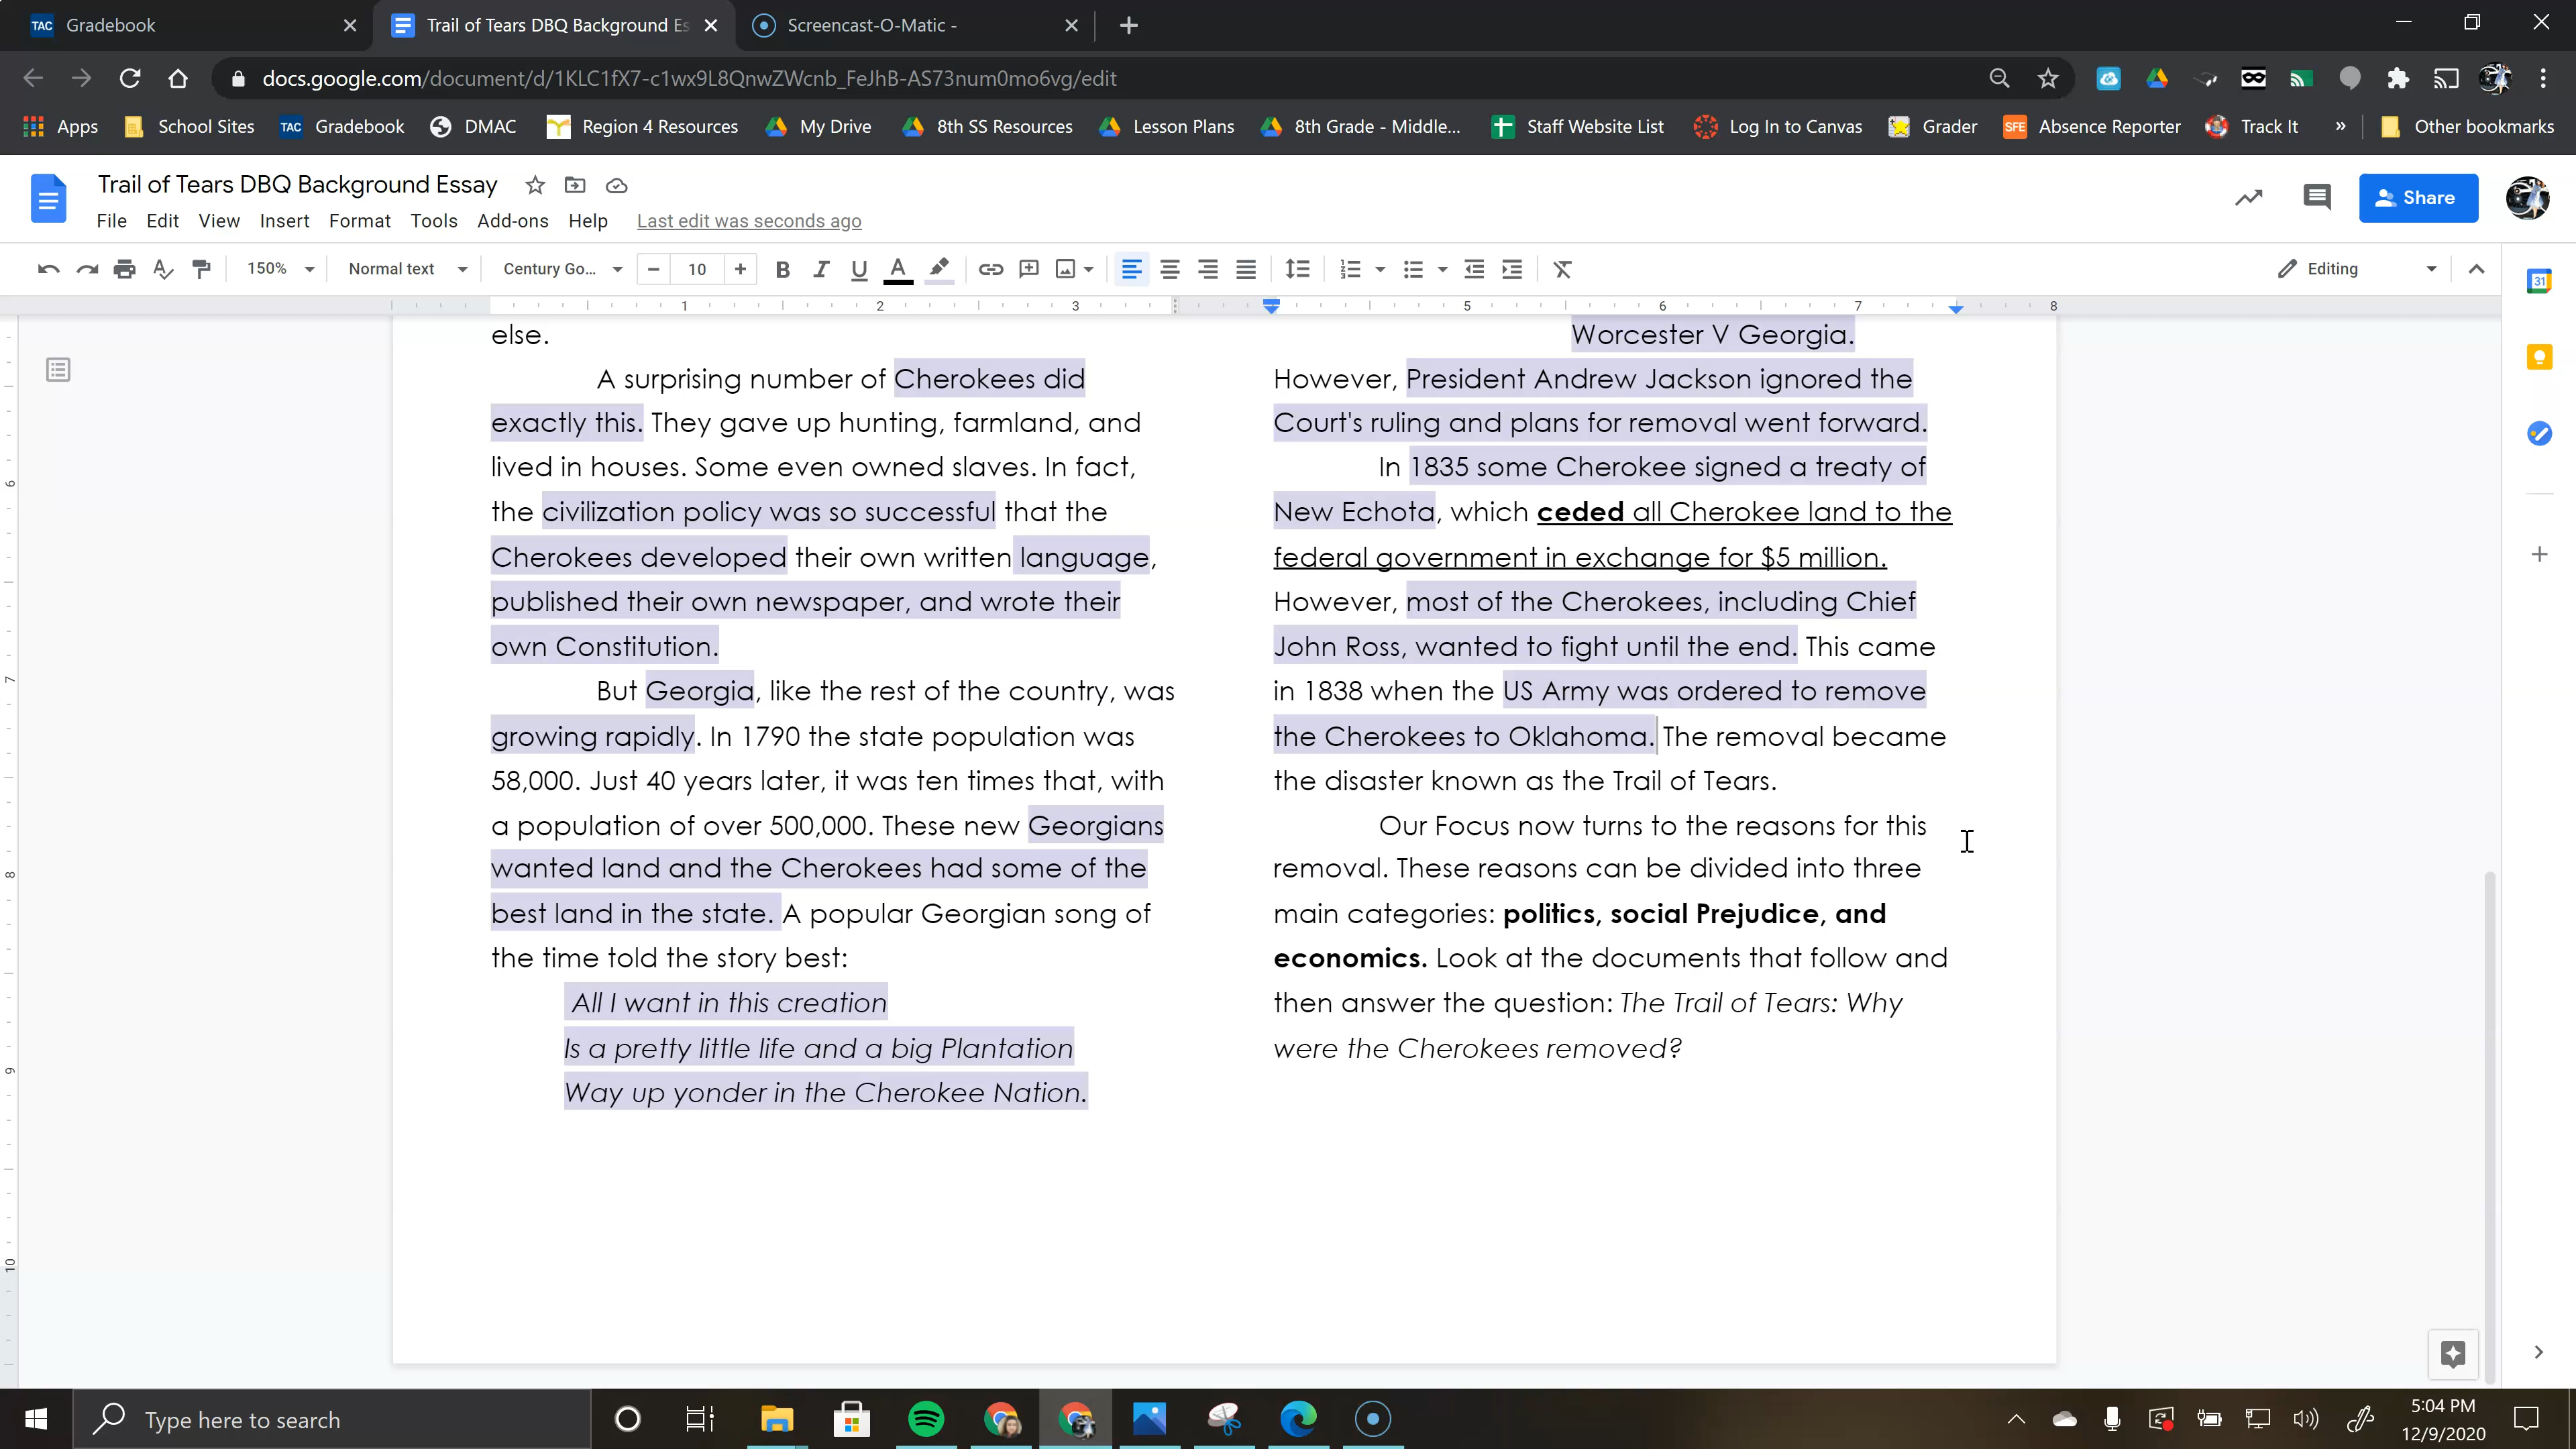 Gradebook
Trail of Tears DBQ Background Es
Screencast-O-Matic -
docs.google.com/document/d/1KLC1fX7-c1wx9L8QnwZWcnb_FeJhB-AS73num0mo6vg/edit
Apps
School Sites
TAC
Gradebook
DMAC
Region 4 Resources
My Drive
8th SS Resources
Lesson Plans
8th Grade - Middle...
Staff Website List
Log In to Canvas
Grader
SFE
Absence Reporter
Track It
»
Other bookmarks
Trail of Tears DBQ Background Essay
Share
File Edit View Insert Format Tools Add-ons Help Last edit was seconds ago
150% Normal text Century Go... 10 Editing
1 2 3 5 6 7 8
else.
A surprising number of Cherokees did
exactly this. They gave up hunting, farmland, and
lived in houses. Some even owned slaves. In fact,
the civilization policy was so successful that the
Cherokees developed their own written language,
published their own newspaper, and wrote their
own Constitution.
But Georgia, like the rest of the country, was
growing rapidly. In 1790 the state population was
58,000. Just 40 years later, it was ten times that, with
a population of over 500,000. These new Georgians
wanted land and the Cherokees had some of the
best land in the state. A popular Georgian song of
the time told the story best:
All I want in this creation
Is a pretty little life and a big Plantation
Way up yonder in the Cherokee Nation.
Worcester V Georgia.
However, President Andrew Jackson ignored the
Court's ruling and plans for removal went forward.
In 1835 some Cherokee signed a treaty of
New Echota, which ceded all Cherokee land to the
federal government in exchange for $5 million.
However, most of the Cherokees, including Chief
John Ross, wanted to fight until the end. This came
in 1838 when the US Army was ordered to remove
the Cherokees to Oklahoma. The removal became
the disaster known as the Trail of Tears.
Our Focus now turns to the reasons for this
removal. These reasons can be divided into three
main categories: politics, social Prejudice, and
economics. Look at the documents that follow and
then answer the question: The Trail of Tears: Why
were the Cherokees removed?
6
7
8
9
10
31
Type here to search
5:04 PM
12/9/2020